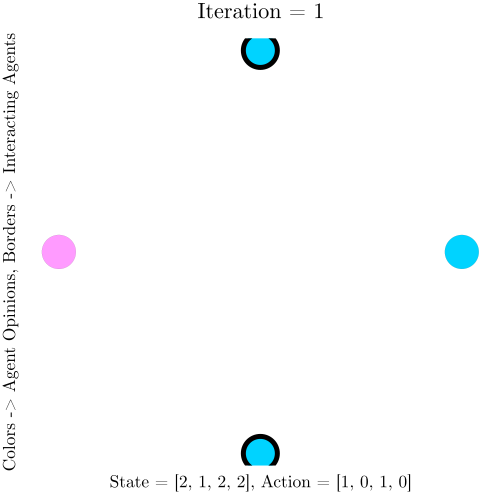 Iteration = 1
Colors -> Agent Opinions, Borders -> Interacting Agents
State = [2, 1, 2, 2], Action = [1, 0, 1, 0]